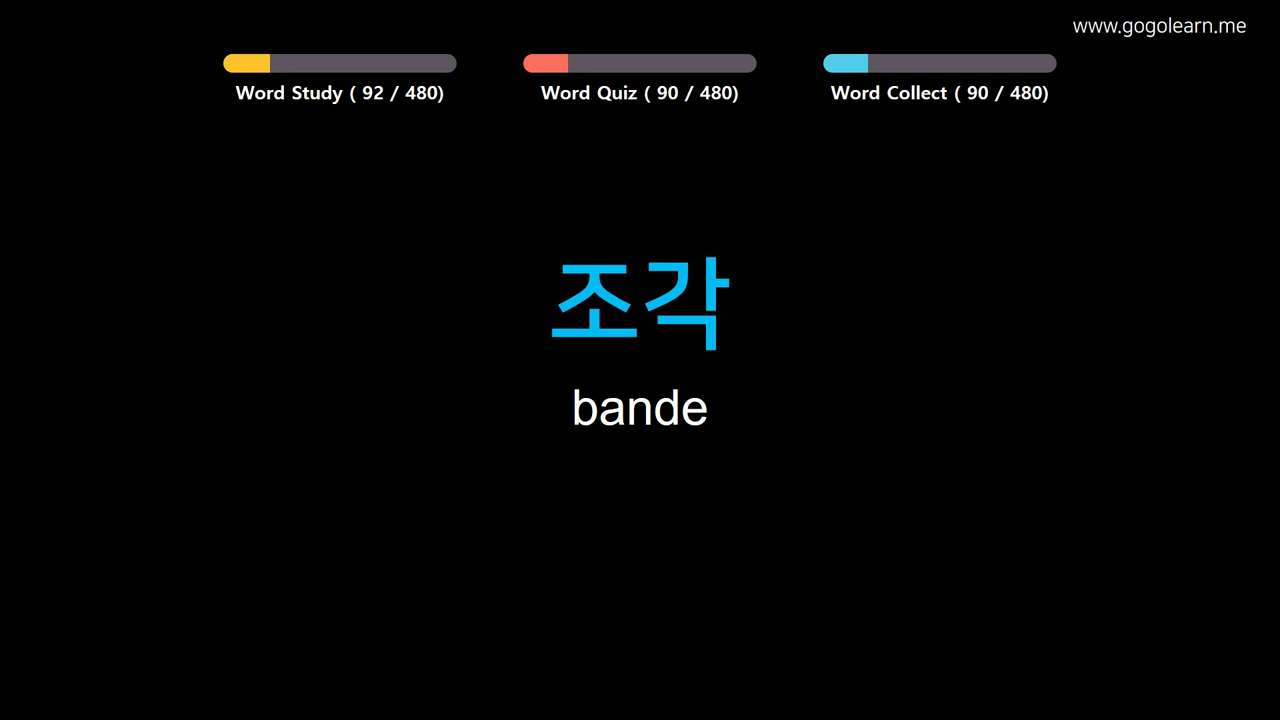 www.gogolearn.me
Word Study ( 92 / 480)
Word Quiz ( 90 / 480)
Word Collect ( 90 / 480)
조각
bande